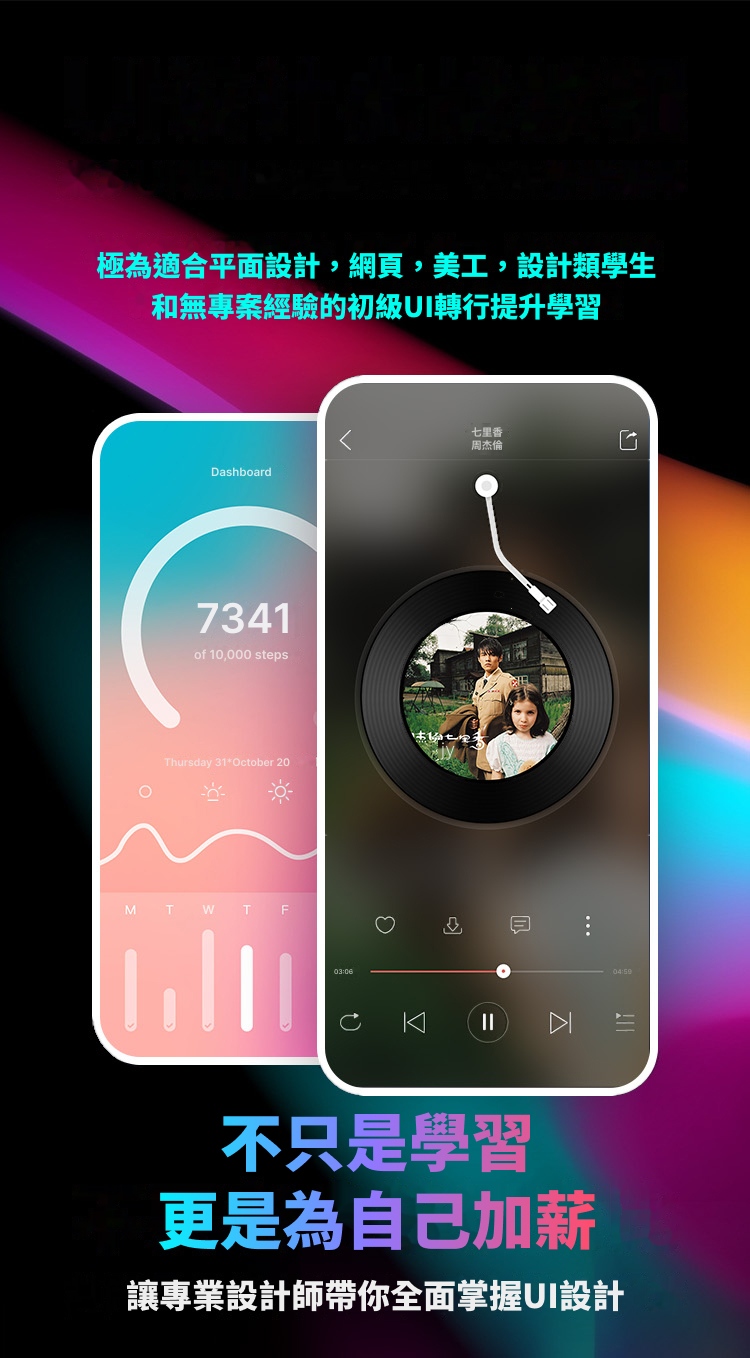 極為適合平面設計，網頁，美工，設計類學生
和無專案經驗的初級UI轉行提升學習
七里香
周杰倫
Dashboard
7341
of 10,000 steps
Thursday 31*October 20
M T W T F
jy
03:06
04:59
不只是學習
更是為自己加薪
讓專業設計師帶你全面掌握UI設計